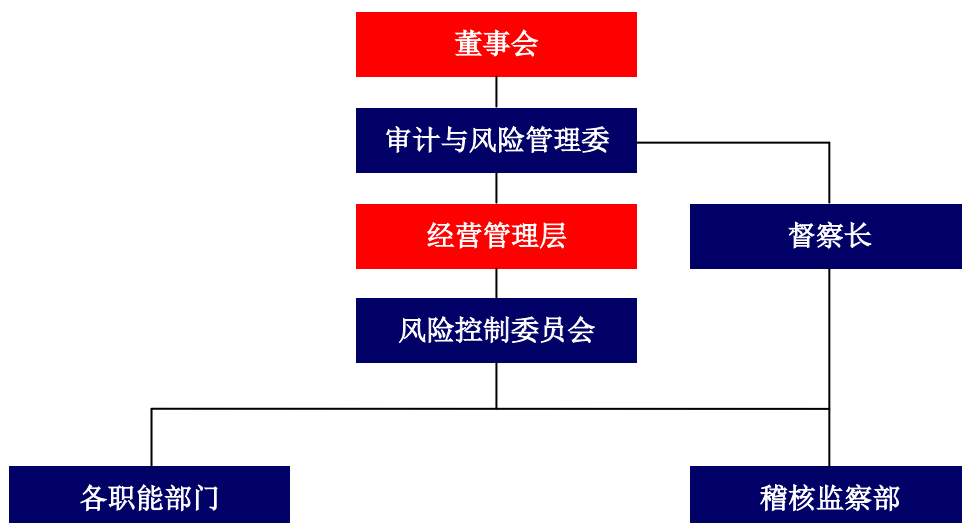 董事会
审计与风险管理委
经营管理层
督察长
风险控制委员会
各职能部门
稽核监察部